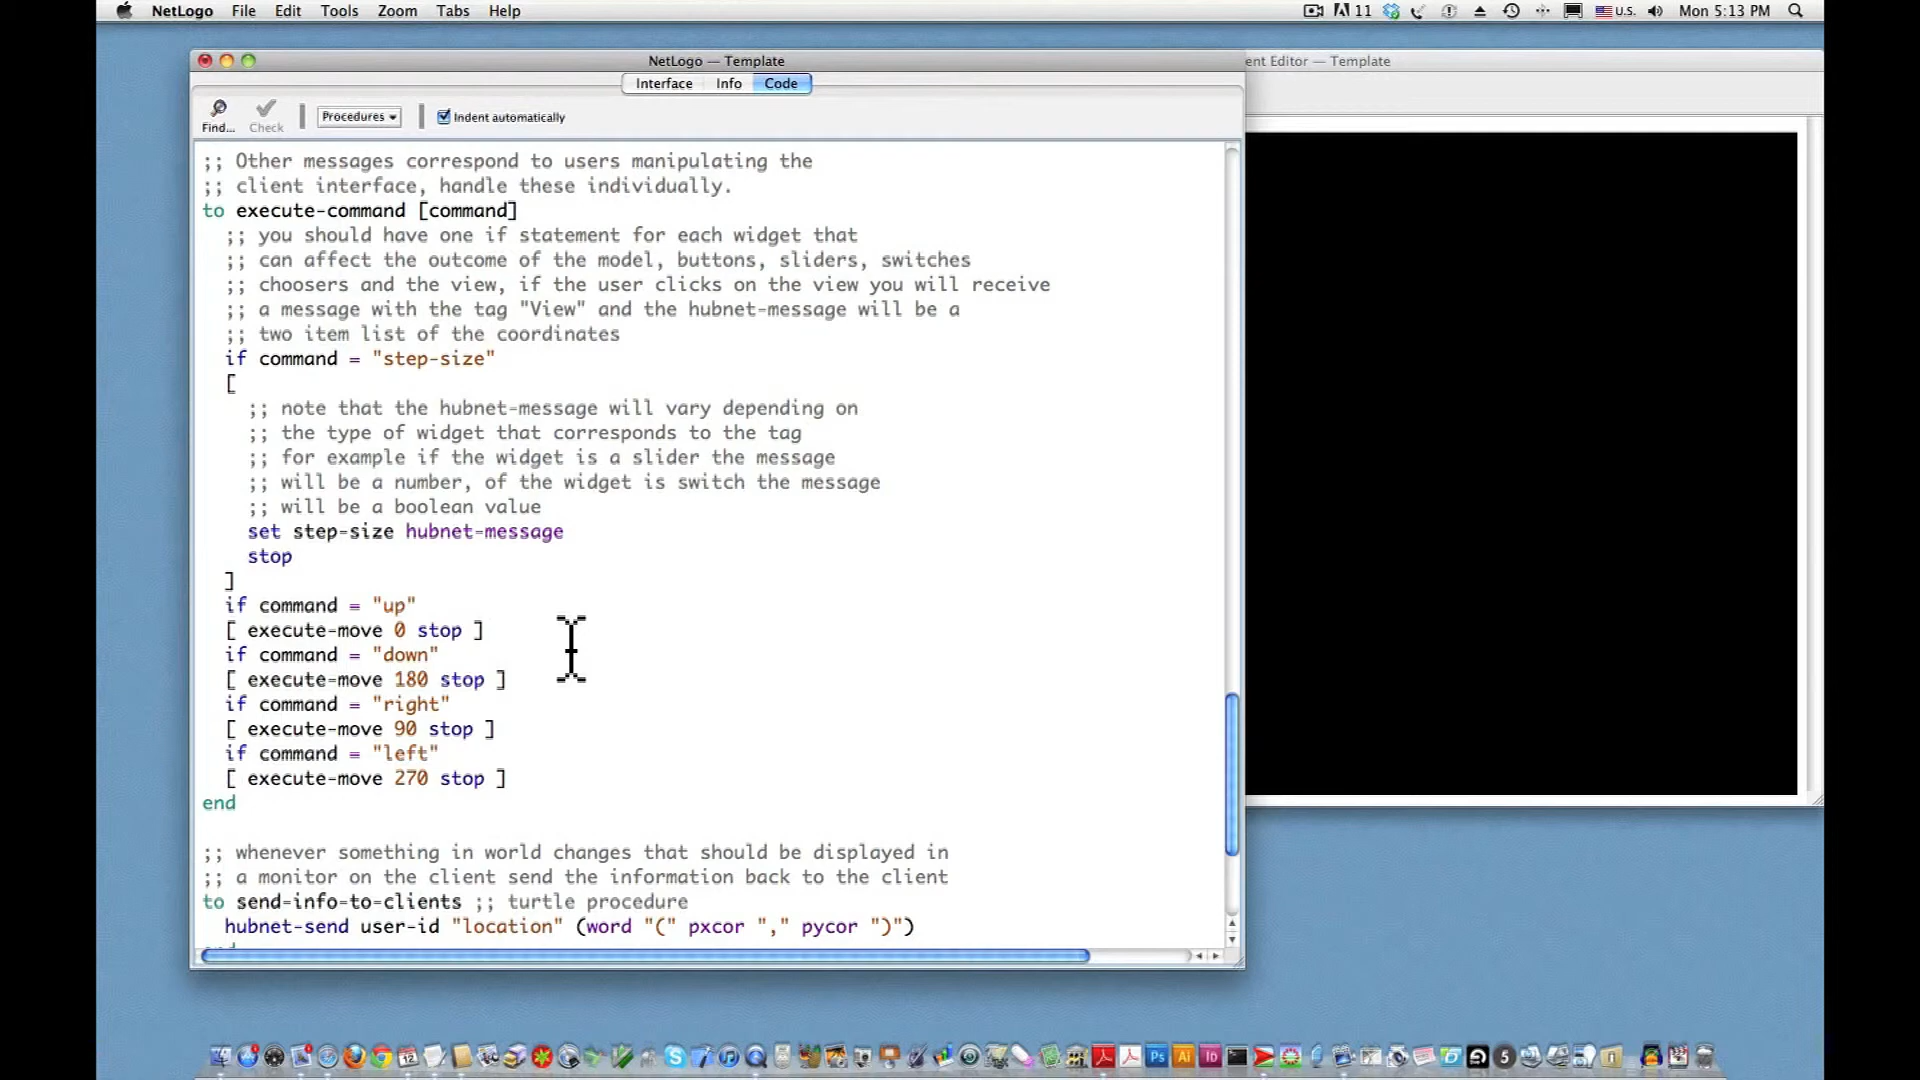 NetLogo File Edit Tools Zoom Tabs Help 11 U.S. Mon 5:13 PM
NetLogo — Template
ent Editor — Template
Interface Info Code
Find... Check Procedures Indent automatically
;; Other messages correspond to users manipulating the
;; client interface, handle these individually.
to execute-command [command]
;; you should have one if statement for each widget that
;; can affect the outcome of the model, buttons, sliders, switches
;; choosers and the view, if the user clicks on the view you will receive
;; a message with the tag "View" and the hubnet-message will be a
;; two item list of the coordinates
if command = "step-size"
[
;; note that the hubnet-message will vary depending on
;; the type of widget that corresponds to the tag
;; for example if the widget is a slider the message
;; will be a number, of the widget is switch the message
;; will be a boolean value
set step-size hubnet-message
stop
]
if command = "up"
[ execute-move 0 stop ]
if command = "down"
[ execute-move 180 stop ]
if command = "right"
[ execute-move 90 stop ]
if command = "left"
[ execute-move 270 stop ]
end
;; whenever something in world changes that should be displayed in
;; a monitor on the client send the information back to the client
to send-info-to-clients ;; turtle procedure
hubnet-send user-id "location" (word "(" pxcor "," pycor ")")
Ps Ai Id 5